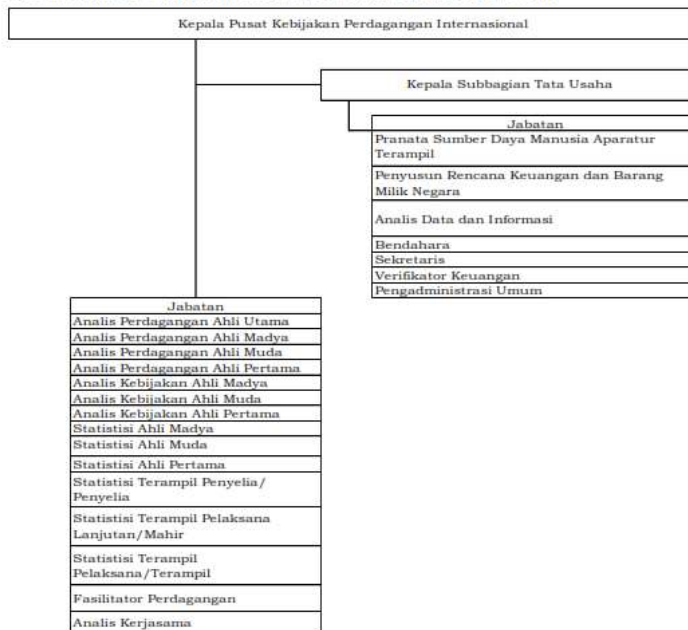 Kepala Pusat Kebijakan Perdagangan Internasional
Kepala Subbagian Tata Usaha
Jabatan
Pranata Sumber Daya Manusia Aparatur
Terampil
Penyusun Rencana Keuangan dan Barang
Milik Negara
Analis Data dan Informasi
Bendahara
Sekretaris
Verifikator Keuangan
Pengadministrasi Umum
Jabatan
Analis Perdagangan Ahli Utama
Analis Perdagangan Ahli Madya
Analis Perdagangan Ahli Muda
Analis Perdagangan Ahli Pertama
Analis Kebijakan Ahli Madya
Analis Kebijakan Ahli Muda
Analis Kebijakan Ahli Pertama
Statistisi Ahli Madya
Statistisi Ahli Muda
Statistisi Ahli Pertama
Statistisi Terampil Penyelia/
Penyelia
Statistisi Terampil Pelaksana
Lanjutan/Mahir
Statistisi Terampil
Pelaksana/Terampil
Fasilitator Perdagangan
Analis Kerjasama